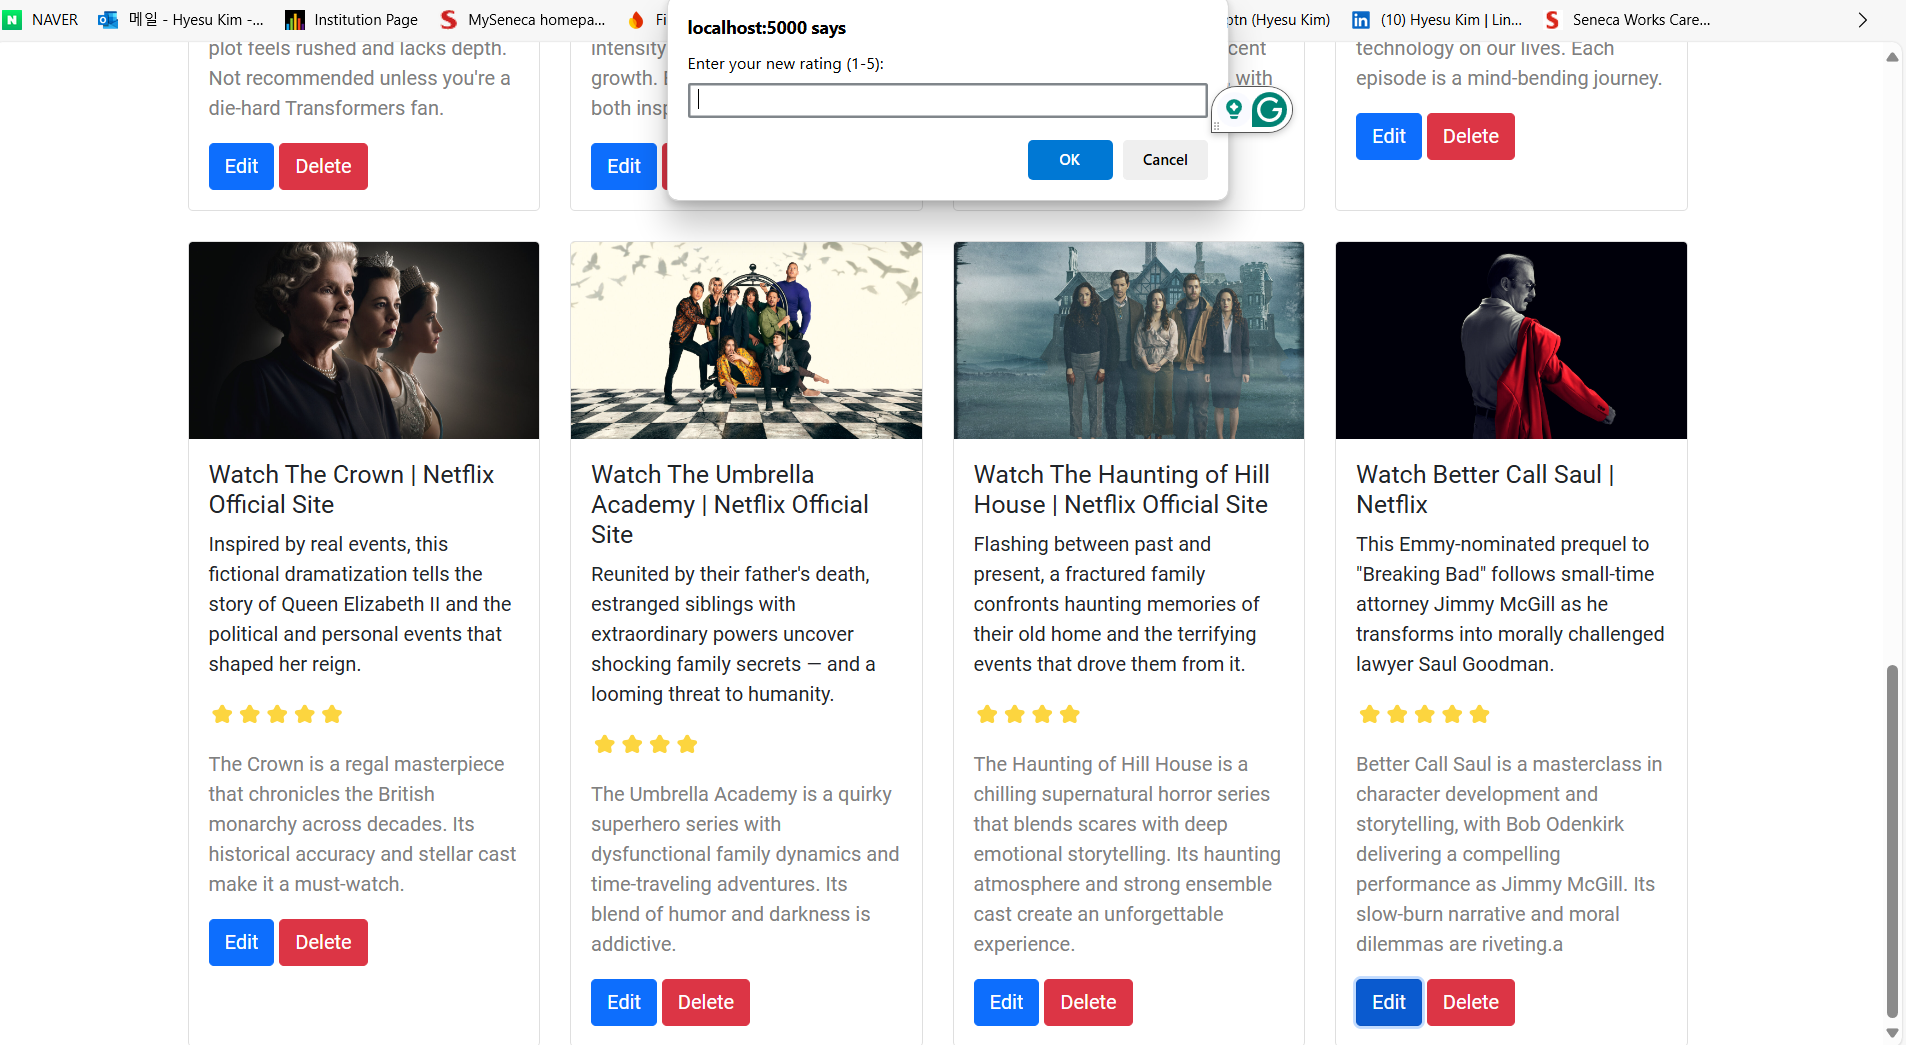 NAVER
메일 - Hyesu Kim -...
Institution Page
MySeneca homepa...
Fi
ptn (Hyesu Kim)
(10) Hyesu Kim | Lin...
Seneca Works Care...
localhost:5000 says
Enter your new rating (1-5):
OK
Cancel
plot feels rushed and lacks depth.
Not recommended unless you're a
die-hard Transformers fan.
Edit
Delete
intensity
growth.
both insp
Edit
cent
with
technology on our lives. Each
episode is a mind-bending journey.
Edit
Delete
Watch The Crown | Netflix
Official Site
Inspired by real events, this
fictional dramatization tells the
story of Queen Elizabeth II and the
political and personal events that
shaped her reign.
The Crown is a regal masterpiece
that chronicles the British
monarchy across decades. Its
historical accuracy and stellar cast
make it a must-watch.
Edit
Delete
Watch The Umbrella
Academy | Netflix Official
Site
Reunited by their father's death,
estranged siblings with
extraordinary powers uncover
shocking family secrets — and a
looming threat to humanity.
The Umbrella Academy is a quirky
superhero series with
dysfunctional family dynamics and
time-traveling adventures. Its
blend of humor and darkness is
addictive.
Edit
Delete
Watch The Haunting of Hill
House | Netflix Official Site
Flashing between past and
present, a fractured family
confronts haunting memories of
their old home and the terrifying
events that drove them from it.
The Haunting of Hill House is a
chilling supernatural horror series
that blends scares with deep
emotional storytelling. Its haunting
atmosphere and strong ensemble
cast create an unforgettable
experience.
Edit
Delete
Watch Better Call Saul |
Netflix
This Emmy-nominated prequel to
"Breaking Bad" follows small-time
attorney Jimmy McGill as he
transforms into morally challenged
lawyer Saul Goodman.
Better Call Saul is a masterclass in
character development and
storytelling, with Bob Odenkirk
delivering a compelling
performance as Jimmy McGill. Its
slow-burn narrative and moral
dilemmas are riveting.a
Edit
Delete